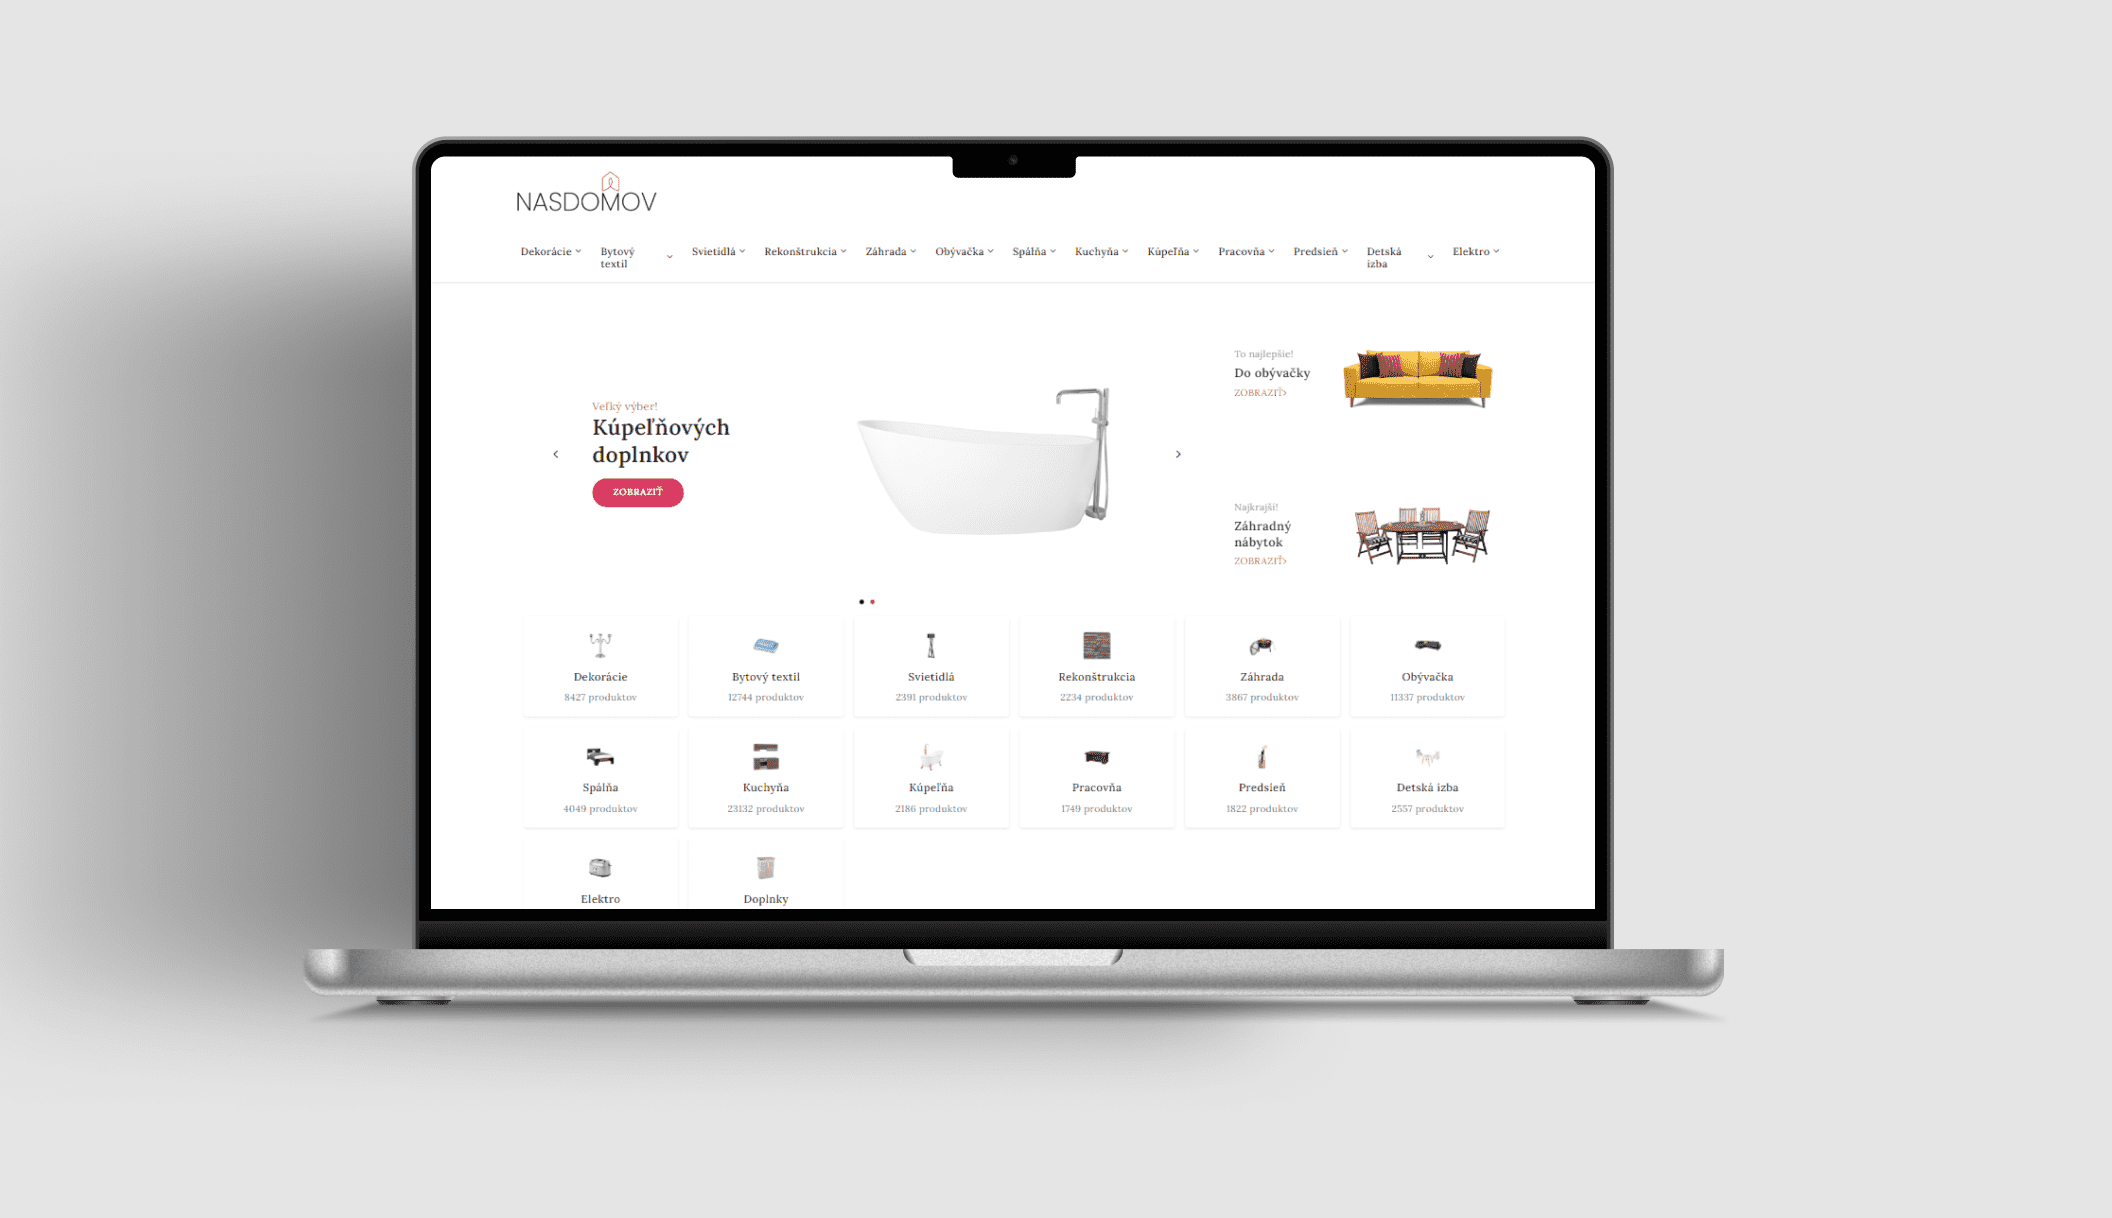 NASDOMOV
Dekorácie Bytový textil Svietidlá Rekonštrukcia Záhrada Obývačka Spálňa Kuchyňa Kúpeľňa Pracovňa Predsieň Detská izba Elektro
Veľký výber!
Kúpeľňových
doplnkov
ZOBRAZIŤ
To najlepšie!
Do obývačky
ZOBRAZIŤ
Najkrajší!
Záhradný
nábytok
ZOBRAZIŤ
Dekorácie
8427 produktov
Bytový textil
12744 produktov
Svietidlá
2391 produktov
Rekonštrukcia
2234 produktov
Záhrada
3867 produktov
Obývačka
11337 produktov
Spálňa
4049 produktov
Kuchyňa
23132 produktov
Kúpeľňa
2186 produktov
Pracovňa
1749 produktov
Predsieň
1822 produktov
Detská izba
2557 produktov
Elektro
Doplnky